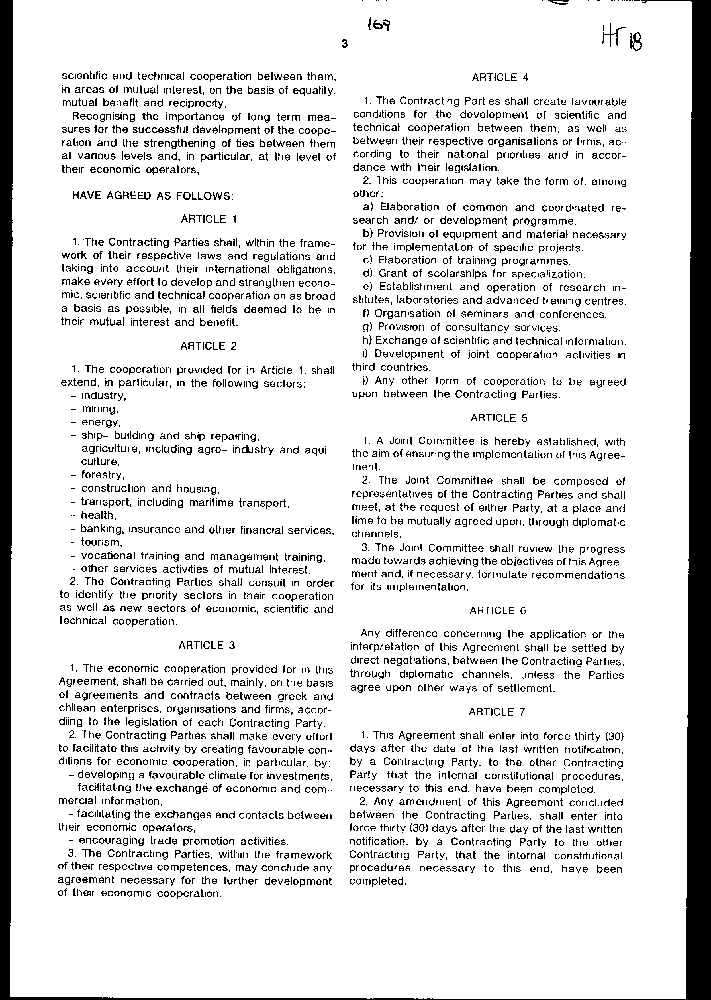 169
HT 18
3
scientific and technical cooperation between them,
in areas of mutual interest, on the basis of equality,
mutual benefit and reciprocity,
Recognising the importance of long term mea-
sures for the successful development of the coope-
ration and the strengthening of ties between them
at various levels and, in particular, at the level of
their economic operators,
HAVE AGREED AS FOLLOWS:
ARTICLE 1
1. The Contracting Parties shall, within the frame-
work of their respective laws and regulations and
taking into account their international obligations,
make every effort to develop and strengthen econo-
mic, scientific and technical cooperation on as broad
a basis as possible, in all fields deemed to be in
their mutual interest and benefit.
ARTICLE 2
1. The cooperation provided for in Article 1, shall
extend, in particular, in the following sectors:
- industry,
- mining,
- energy,
- ship- building and ship repairing,
- agriculture, including agro- industry and aqui-
culture,
- forestry,
- construction and housing,
- transport, including maritime transport,
- health,
- banking, insurance and other financial services,
- tourism,
- vocational training and management training,
- other services activities of mutual interest.
2. The Contracting Parties shall consult in order
to identify the priority sectors in their cooperation
as well as new sectors of economic, scientific and
technical cooperation.
ARTICLE 3
1. The economic cooperation provided for in this
Agreement, shall be carried out, mainly, on the basis
of agreements and contracts between greek and
chilean enterprises, organisations and firms, accor-
diing to the legislation of each Contracting Party.
2. The Contracting Parties shall make every effort
to facilitate this activity by creating favourable con-
ditions for economic cooperation, in particular, by:
- developing a favourable climate for investments,
- facilitating the exchange of economic and com-
mercial information,
- facilitating the exchanges and contacts between
their economic operators,
- encouraging trade promotion activities.
3. The Contracting Parties, within the framework
of their respective competences, may conclude any
agreement necessary for the further development
of their economic cooperation.
ARTICLE 4
1. The Contracting Parties shall create favourable
conditions for the development of scientific and
technical cooperation between them, as well as
between their respective organisations or firms, ac-
cording to their national priorities and in accor-
dance with their legislation.
2. This cooperation may take the form of, among
other:
a) Elaboration of common and coordinated re-
search and/ or development programme.
b) Provision of equipment and material necessary
for the implementation of specific projects.
c) Elaboration of training programmes.
d) Grant of scolarships for specialization.
e) Establishment and operation of research in-
stitutes, laboratories and advanced training centres.
f) Organisation of seminars and conferences.
g) Provision of consultancy services.
h) Exchange of scientific and technical information.
i) Development of joint cooperation activities in
third countries.
j) Any other form of cooperation to be agreed
upon between the Contracting Parties.
ARTICLE 5
1. A Joint Committee is hereby established, with
the aim of ensuring the implementation of this Agree-
ment.
2. The Joint Committee shall be composed of
representatives of the Contracting Parties and shall
meet, at the request of either Party, at a place and
time to be mutually agreed upon, through diplomatic
channels.
3. The Joint Committee shall review the progress
made towards achieving the objectives of this Agree-
ment and, if necessary, formulate recommendations
for its implementation.
ARTICLE 6
Any difference concerning the application or the
interpretation of this Agreement shall be settled by
direct negotiations, between the Contracting Parties,
through diplomatic channels, unless the Parties
agree upon other ways of settlement.
ARTICLE 7
1. This Agreement shall enter into force thirty (30)
days after the date of the last written notification,
by a Contracting Party, to the other Contracting
Party, that the internal constitutional procedures,
necessary to this end, have been completed.
2. Any amendment of this Agreement concluded
between the Contracting Parties, shall enter into
force thirty (30) days after the day of the last written
notification, by a Contracting Party to the other
Contracting Party, that the internal constitutional
procedures necessary to this end, have been
completed.